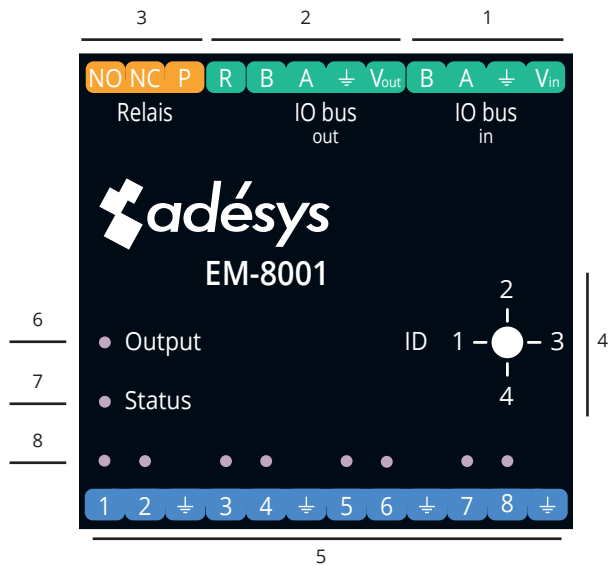 3 2 1
NO NC P R B A ⏚ Vout B A ⏚ Vin
Relais IO bus IO bus
out in
adésys
EM-8001
2
6
Output ID 1 3 4
7
Status 4
8
1 2 ⏚ 3 4 ⏚ 5 6 ⏚ 7 8 ⏚
5